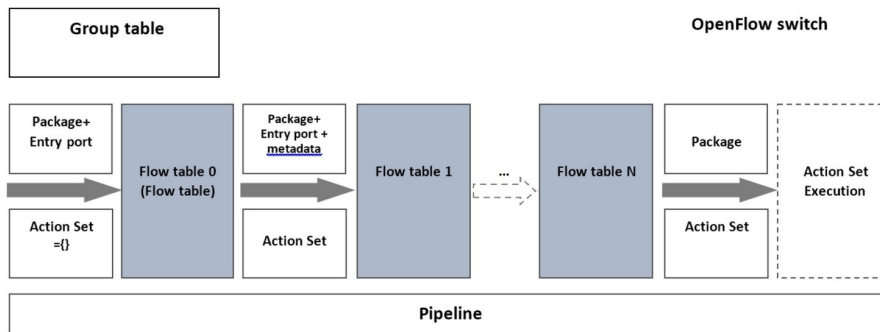 Group table
OpenFlow switch
Package+
Entry port
Action Set
={}
Flow table 0
(Flow table)
Package+
Entry port +
metadata
Action Set
Flow table 1
...
Flow table N
Package
Action Set
Action Set
Execution
Pipeline